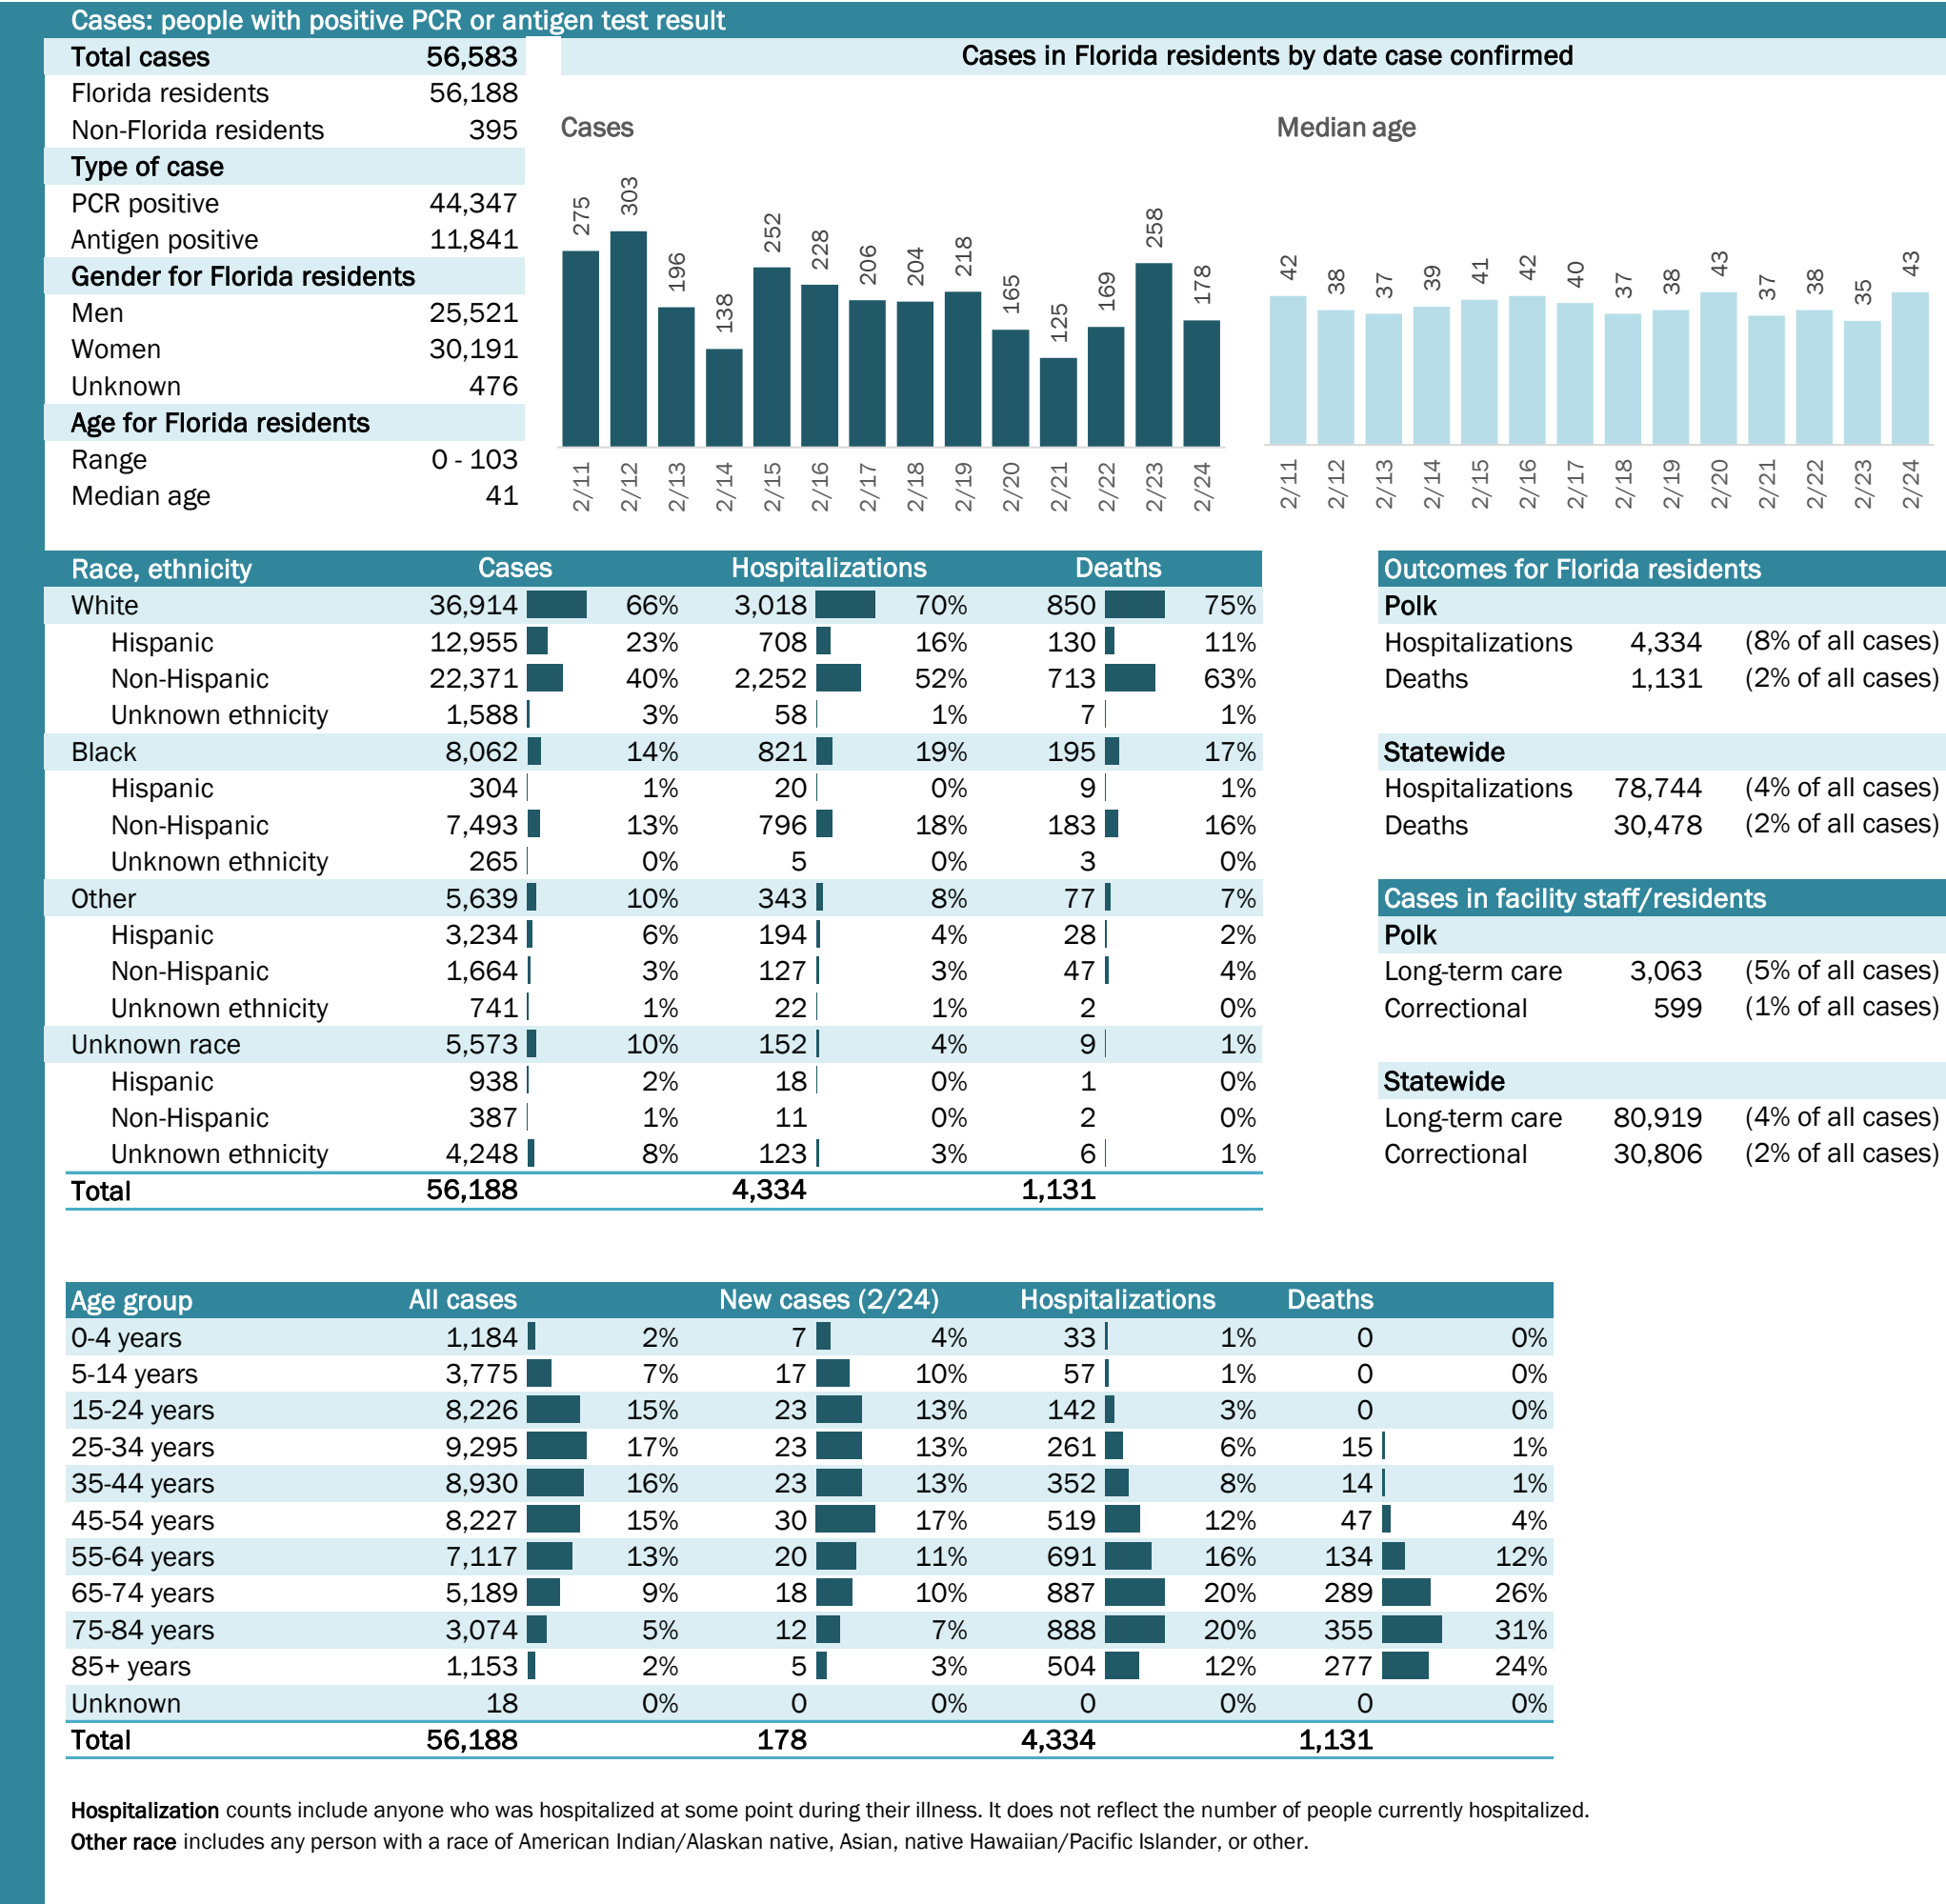 Cases: people with positive PCR or antigen test result
Total cases 56,583
Florida residents 56,188
Non-Florida residents 395
Type of case
PCR positive 44,347
Antigen positive 11,841
Gender for Florida residents
Men 25,521
Women 30,191
Unknown 476
Age for Florida residents
Range 0 - 103
Median age 41
Cases in Florida residents by date case confirmed
Cases
275 303 196 138 252 228 206 204 218 165 125 169 258 178
2/11 2/12 2/13 2/14 2/15 2/16 2/17 2/18 2/19 2/20 2/21 2/22 2/23 2/24
Median age
42 38 37 39 41 42 40 37 38 43 37 38 35 43
2/11 2/12 2/13 2/14 2/15 2/16 2/17 2/18 2/19 2/20 2/21 2/22 2/23 2/24
Race, ethnicity Cases Hospitalizations Deaths
White 36,914 66% 3,018 70% 850 75%
Hispanic 12,955 23% 708 16% 130 11%
Non-Hispanic 22,371 40% 2,252 52% 713 63%
Unknown ethnicity 1,588 3% 58 1% 7 1%
Black 8,062 14% 821 19% 195 17%
Hispanic 304 1% 20 0% 9 1%
Non-Hispanic 7,493 13% 796 18% 183 16%
Unknown ethnicity 265 0% 5 0% 3 0%
Other 5,639 10% 343 8% 77 7%
Hispanic 3,234 6% 194 4% 28 2%
Non-Hispanic 1,664 3% 127 3% 47 4%
Unknown ethnicity 741 1% 22 1% 2 0%
Unknown race 5,573 10% 152 4% 9 1%
Hispanic 938 2% 18 0% 1 0%
Non-Hispanic 387 1% 11 0% 2 0%
Unknown ethnicity 4,248 8% 123 3% 6 1%
Total 56,188 4,334 1,131
Outcomes for Florida residents
Polk
Hospitalizations 4,334 (8% of all cases)
Deaths 1,131 (2% of all cases)
Statewide
Hospitalizations 78,744 (4% of all cases)
Deaths 30,478 (2% of all cases)
Cases in facility staff/residents
Polk
Long-term care 3,063 (5% of all cases)
Correctional 599 (1% of all cases)
Statewide
Long-term care 80,919 (4% of all cases)
Correctional 30,806 (2% of all cases)
Age group All cases New cases (2/24) Hospitalizations Deaths
0-4 years 1,184 2% 7 4% 33 1% 0 0%
5-14 years 3,775 7% 17 10% 57 1% 0 0%
15-24 years 8,226 15% 23 13% 142 3% 0 0%
25-34 years 9,295 17% 23 13% 261 6% 15 1%
35-44 years 8,930 16% 23 13% 352 8% 14 1%
45-54 years 8,227 15% 30 17% 519 12% 47 4%
55-64 years 7,117 13% 20 11% 691 16% 134 12%
65-74 years 5,189 9% 18 10% 887 20% 289 26%
75-84 years 3,074 5% 12 7% 888 20% 355 31%
85+ years 1,153 2% 5 3% 504 12% 277 24%
Unknown 18 0% 0 0% 0 0% 0 0%
Total 56,188 178 4,334 1,131
Hospitalization counts include anyone who was hospitalized at some point during their illness. It does not reflect the number of people currently hospitalized.
Other race includes any person with a race of American Indian/Alaskan native, Asian, native Hawaiian/Pacific Islander, or other.